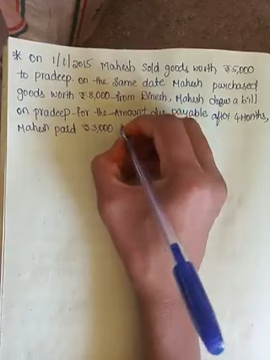 * On 1/1/2015 Mahesh sold goods worth ₹5,000
to pradeep on the same date Mahesh purchased
goods worth ₹8,000 from Dinesh, Mahesh drew a bill
on pradeep for the Amount due payable after 4 Months,
Mahesh paid ₹3,000